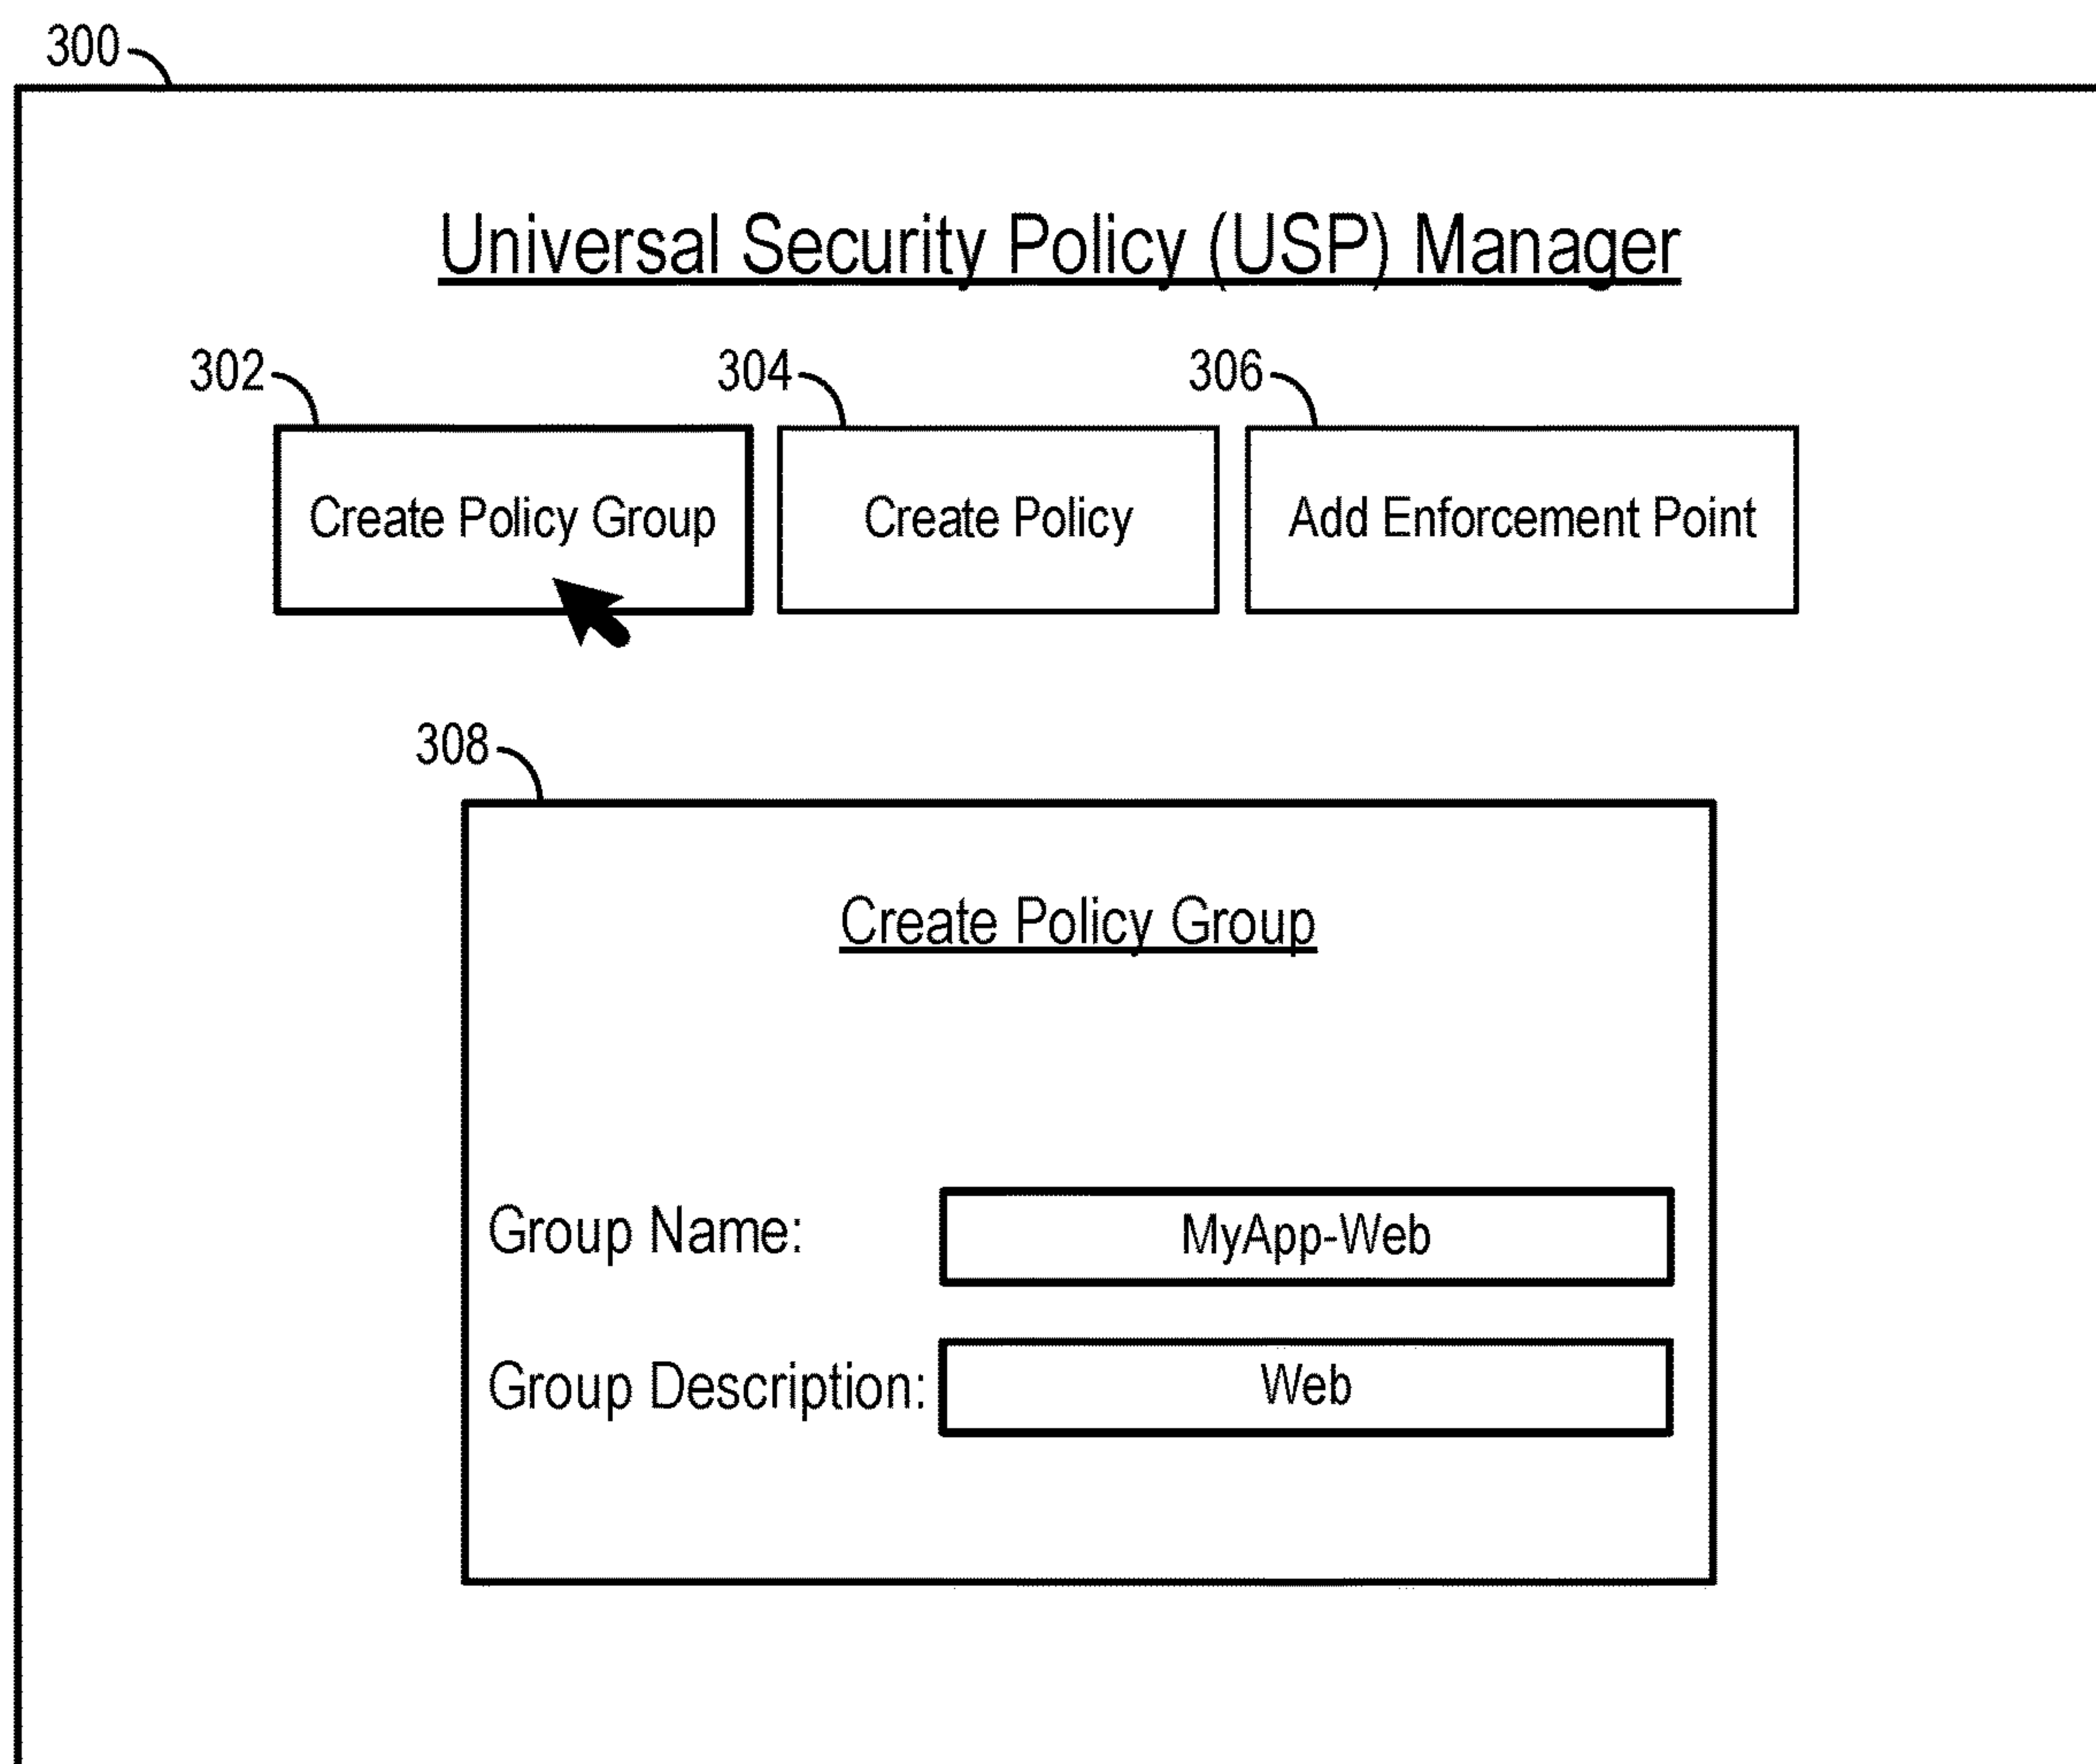 300
Universal Security Policy (USP) Manager
302 304 306
Create Policy Group Create Policy Add Enforcement Point
308
Create Policy Group
Group Name: MyApp-Web
Group Description: Web